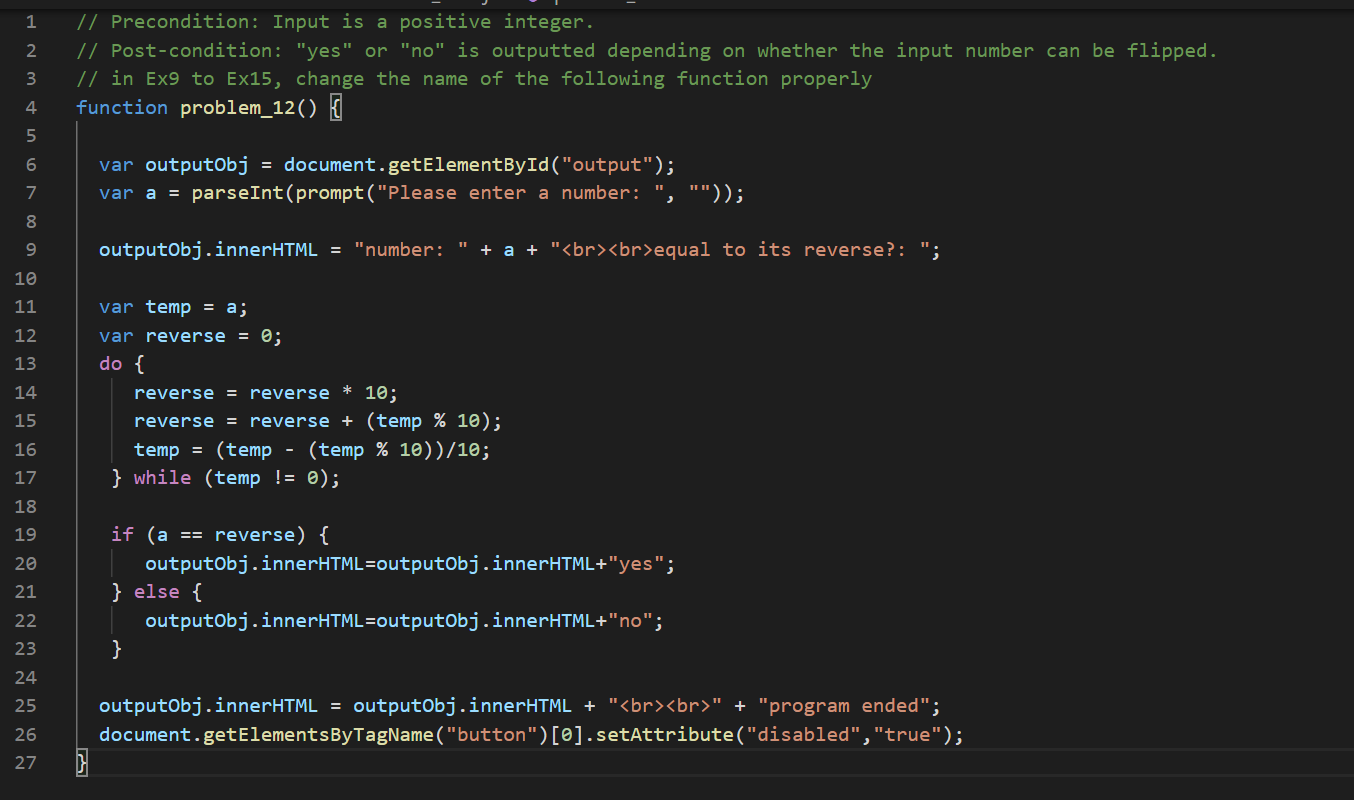 1 // Precondition: Input is a positive integer.
2 // Post-condition: "yes" or "no" is outputted depending on whether the input number can be flipped.
3 // in Ex9 to Ex15, change the name of the following function properly
4 function problem_12() {
5
6   var outputObj = document.getElementById("output");
7   var a = parseInt(prompt("Please enter a number: ", ""));
8
9   outputObj.innerHTML = "number: " + a + "<br><br>equal to its reverse?: ";
10
11   var temp = a;
12   var reverse = 0;
13   do {
14      reverse = reverse * 10;
15      reverse = reverse + (temp % 10);
16      temp = (temp - (temp % 10))/10;
17    } while (temp != 0);
18
19    if (a == reverse) {
20       outputObj.innerHTML=outputObj.innerHTML+"yes";
21    } else {
22       outputObj.innerHTML=outputObj.innerHTML+"no";
23    }
24
25   outputObj.innerHTML = outputObj.innerHTML + "<br><br>" + "program ended";
26   document.getElementsByTagName("button")[0].setAttribute("disabled","true");
27 }